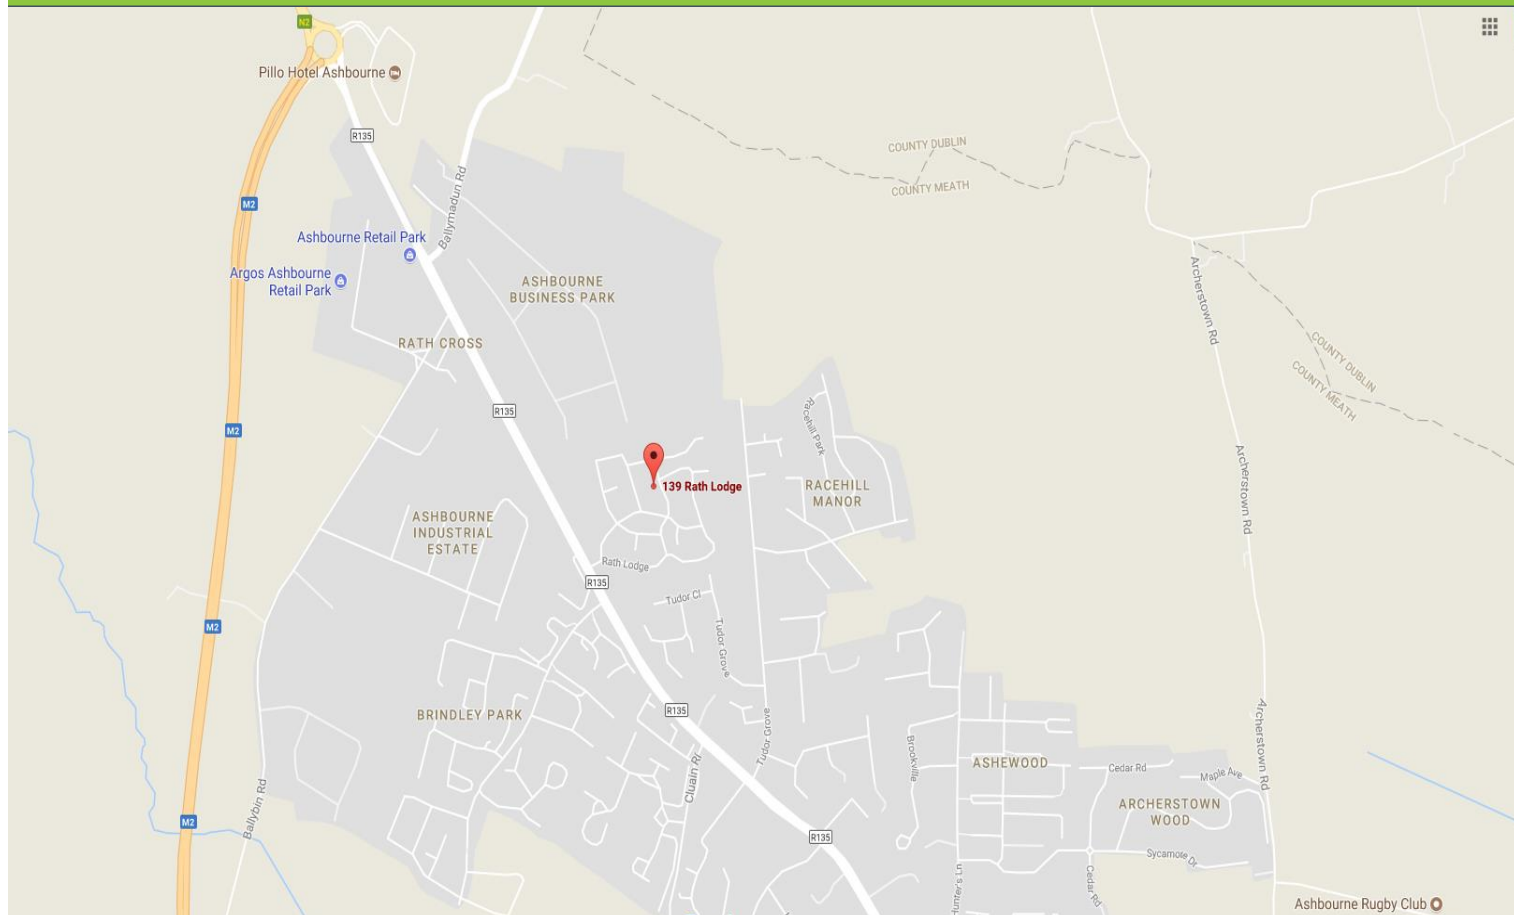 N2
Pillo Hotel Ashbourne
R135
COUNTY DUBLIN
COUNTY MEATH
M2
Ballymadun Rd
Ashbourne Retail Park
Argos Ashbourne
Retail Park
ASHBOURNE
BUSINESS PARK
Archerstown Rd
RATH CROSS
COUNTY DUBLIN
COUNTY MEATH
R135
Racehill Park
M2
139 Rath Lodge
RACEHILL
MANOR
Archerstown Rd
ASHBOURNE
INDUSTRIAL
ESTATE
Rath Lodge
R135
Tudor Cl
Tudor Grove
M2
R135
BRINDLEY PARK
Tudor Grove
Archerstown Rd
Brookville
ASHEWOOD
Cedar Rd
Maple Ave
Cluain Ri
ARCHERSTOWN
WOOD
Ballybin Rd
M2
R135
Sycamore Dr
Hunter's Ln
Cedar Rd
Ashbourne Rugby Club